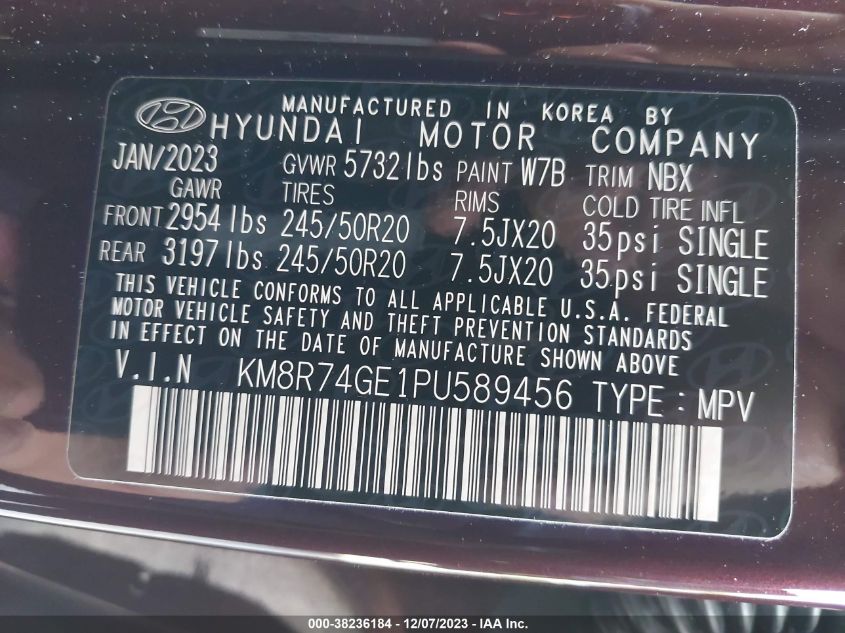 MANUFACTURED IN KOREA BY
HYUNDAI MOTOR COMPANY
JAN/2023 GVWR 5732lbs PAINT W7B TRIM NBX
GAWR TIRES RIMS COLD TIRE INFL
FRONT 2954lbs 245/50R20 7.5JX20 35psi SINGLE
REAR 3197lbs 245/50R20 7.5JX20 35psi SINGLE
THIS VEHICLE CONFORMS TO ALL APPLICABLE U.S.A. FEDERAL
MOTOR VEHICLE SAFETY AND THEFT PREVENTION STANDARDS
IN EFFECT ON THE DATE OF MANUFACTURE SHOWN ABOVE
V.I.N KM8R74GE1PU589456 TYPE : MPV
000-38236184 - 12/07/2023 - IAA Inc.